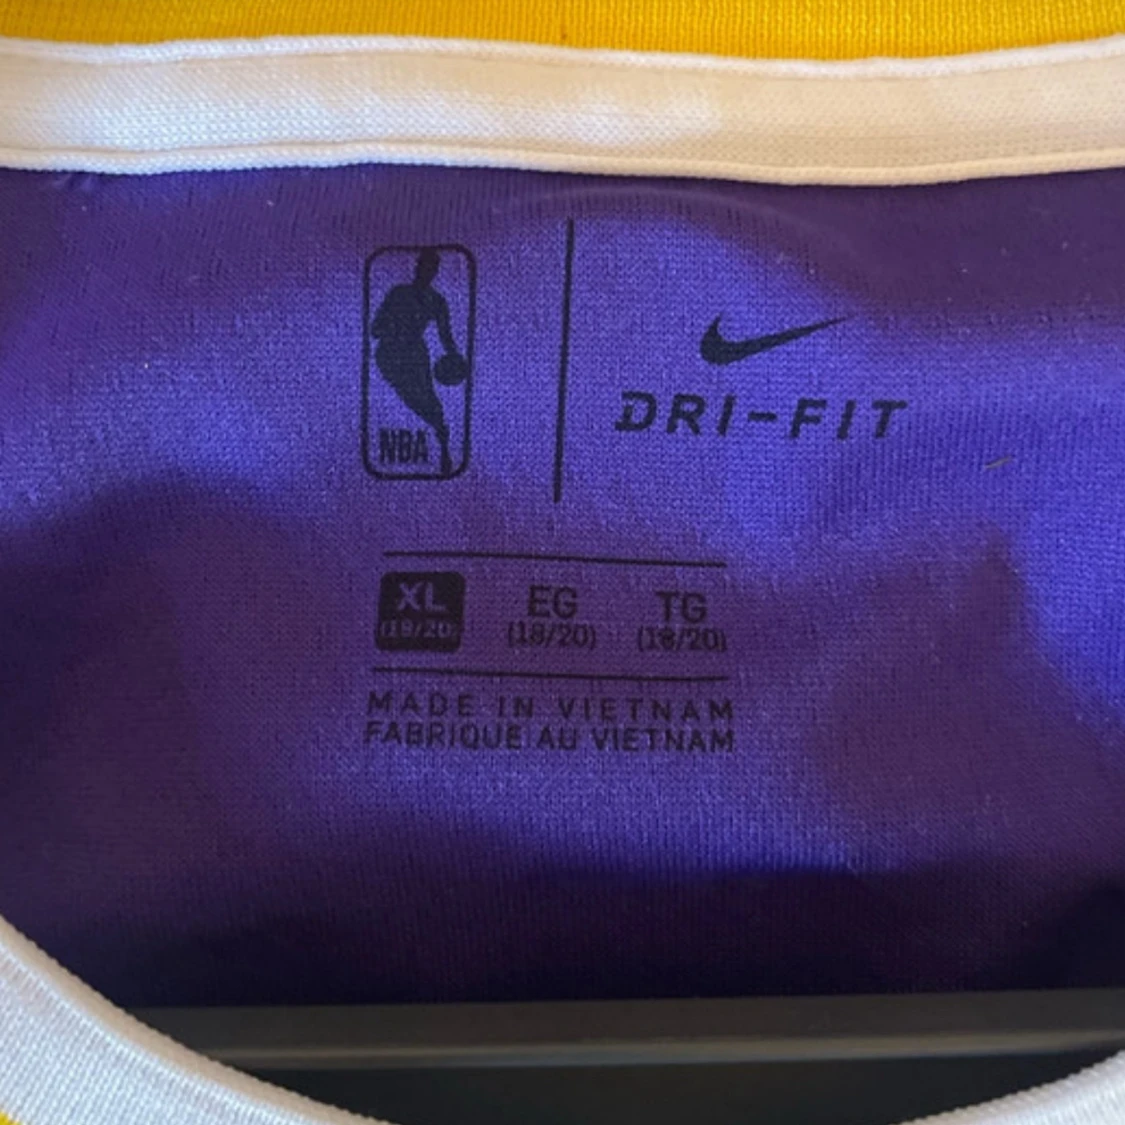 NBA
DRI-FIT
XL EG TG
(18/20) (18/20) (18/20)
MADE IN VIETNAM
FABRIQUE AU VIETNAM